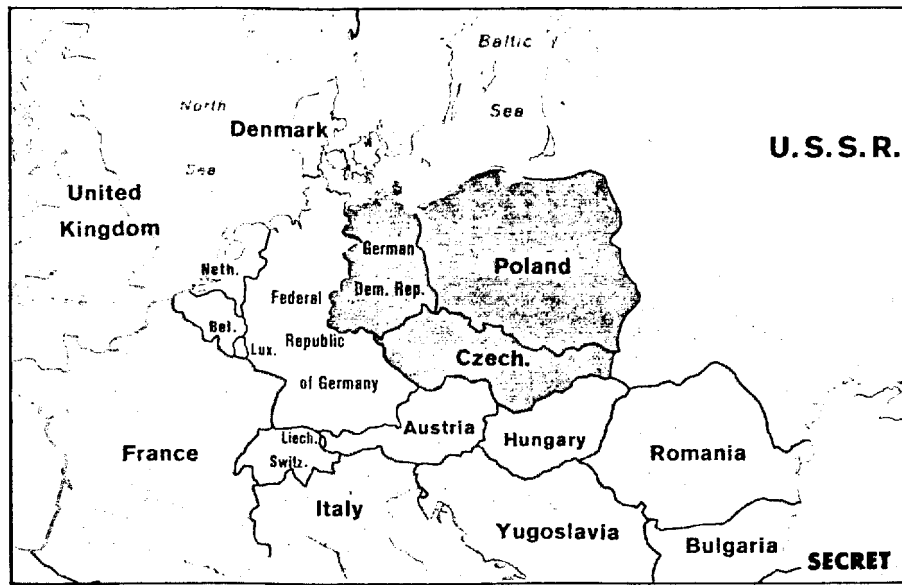 Baltic
Sea
North
Sea
Denmark
U.S.S.R.
United
Kingdom
Neth.
German
Dem. Rep.
Poland
Federal
Republic
of Germany
Bel.
Lux.
Czech.
Liech.
Switz.
Austria
Hungary
Romania
France
Italy
Yugoslavia
Bulgaria
SECRET